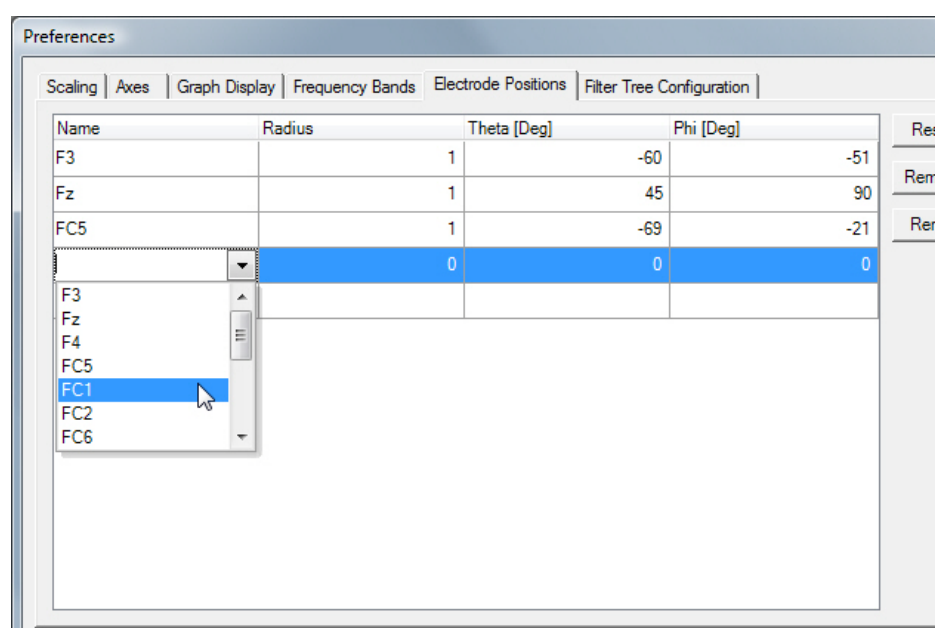 Preferences
Scaling Axes Graph Display Frequency Bands Electrode Positions Filter Tree Configuration
Name Radius Theta [Deg] Phi [Deg]
F3 1 -60 -51
Fz 1 45 90
FC5 1 -69 -21
0 0 0
F3
Fz
F4
FC5
FC1
FC2
FC6